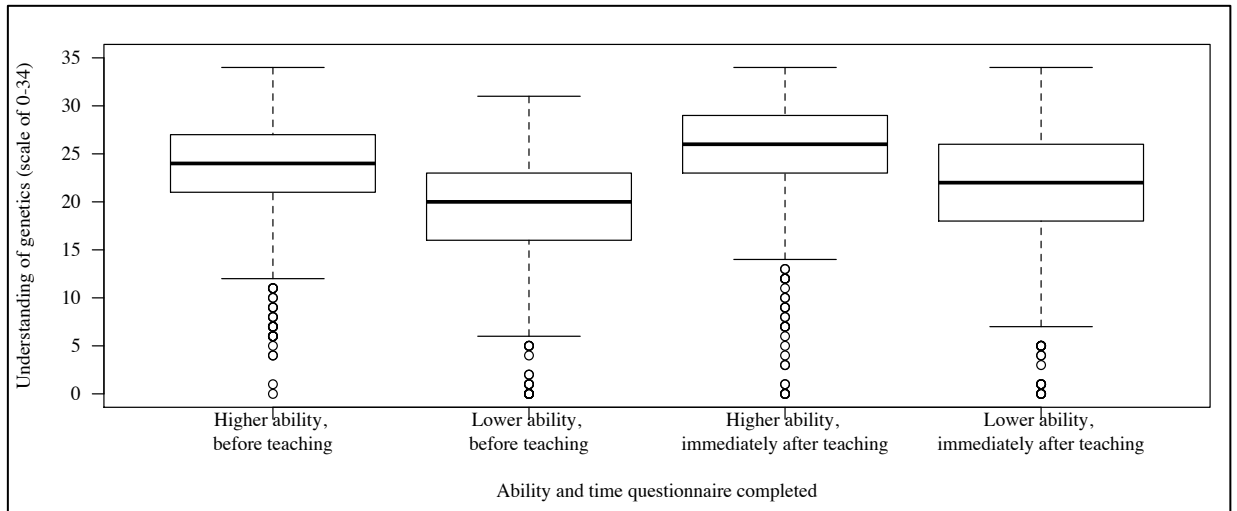 Understanding of genetics (scale of 0-34)
35
30
25
20
15
10
5
0
Higher ability,
before teaching
Lower ability,
before teaching
Higher ability,
immediately after teaching
Lower ability,
immediately after teaching
Ability and time questionnaire completed